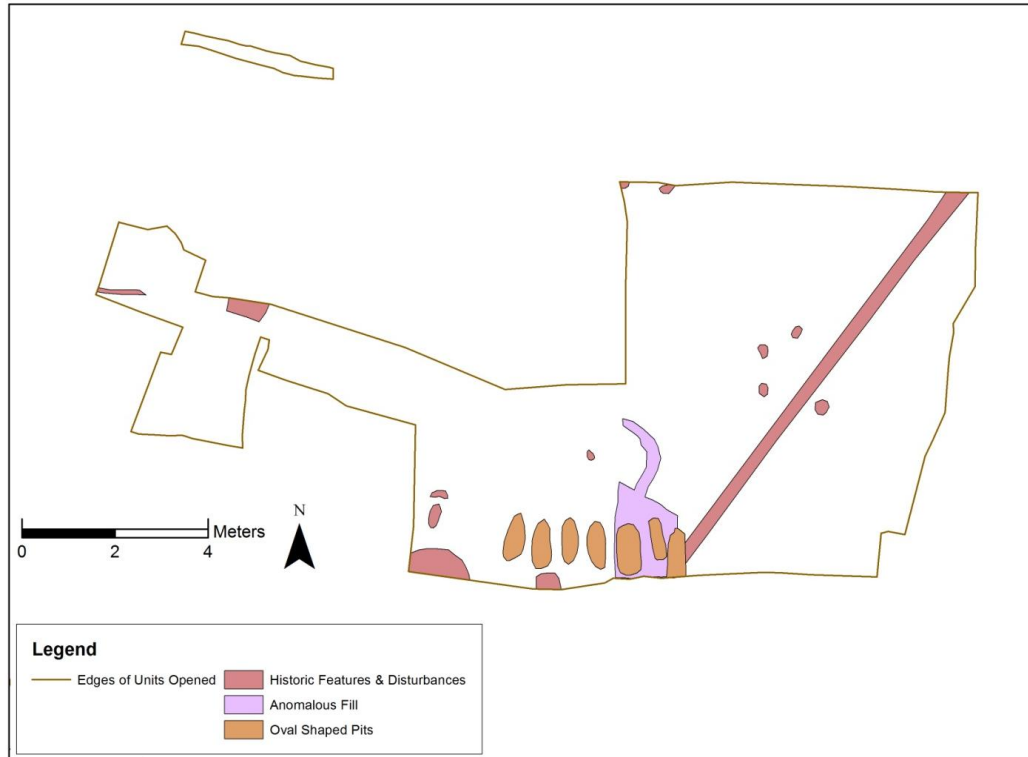 N
Meters
0 2 4
Legend
Edges of Units Opened
Historic Features & Disturbances
Anomalous Fill
Oval Shaped Pits